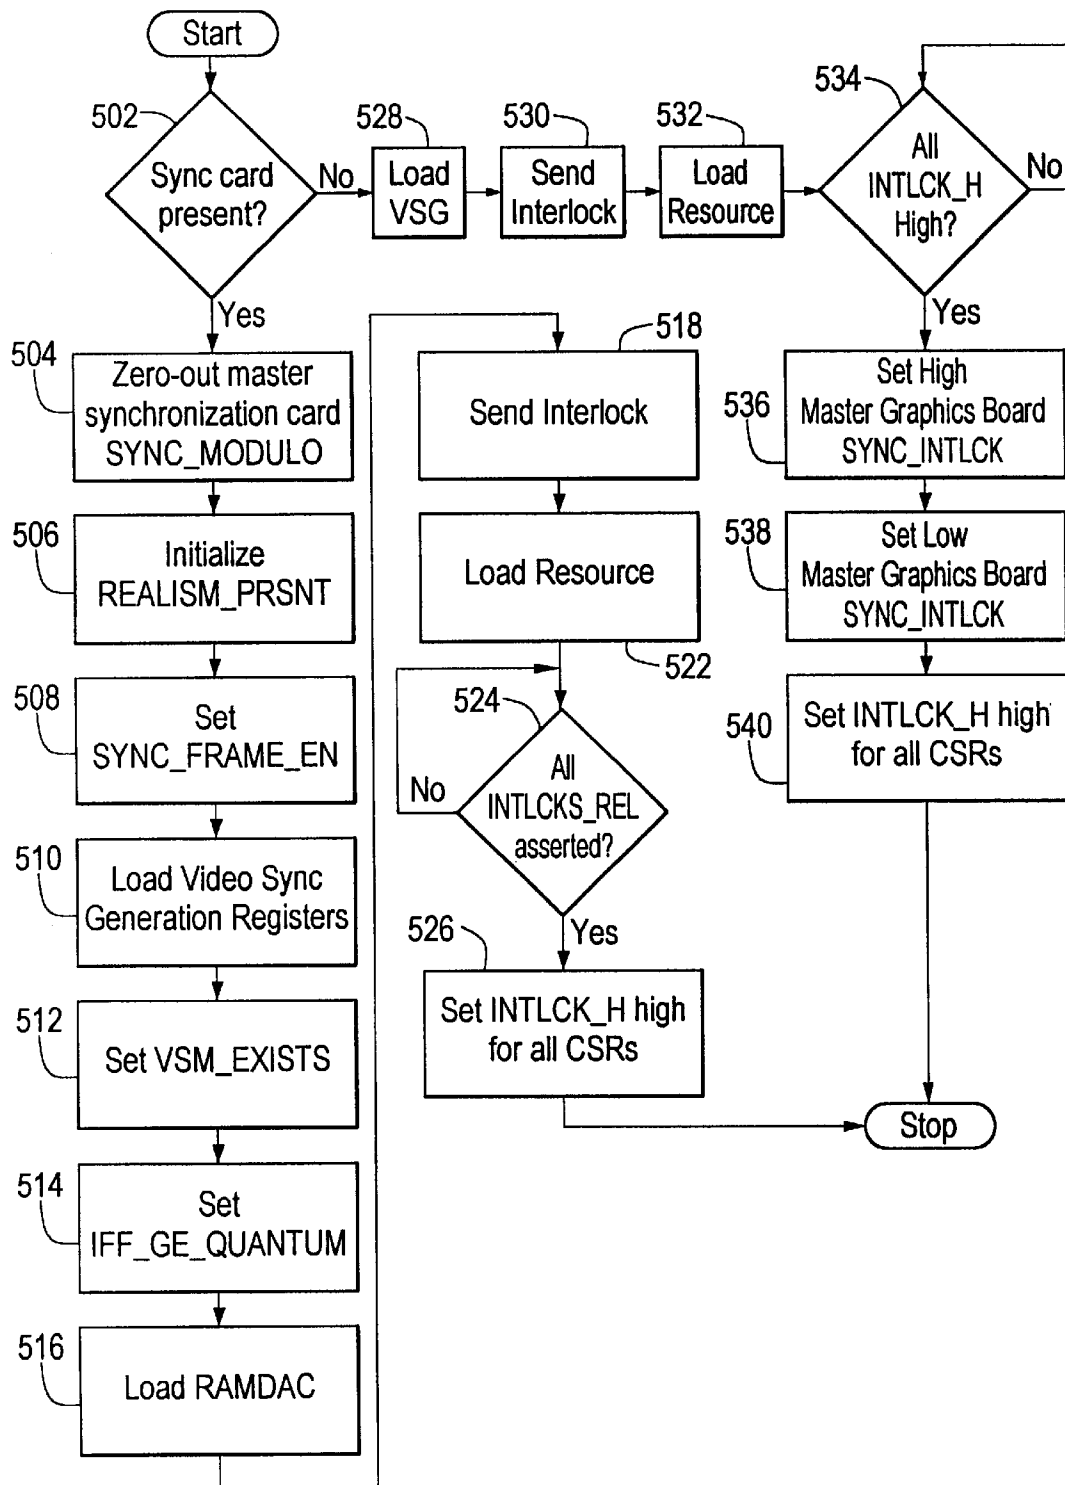 Start
502
Sync card
present?
No
Yes
528
Load
VSG
530
Send
Interlock
532
Load
Resource
534
All
INTLCK_H
High?
No
Yes
504
Zero-out master
synchronization card
SYNC_MODULO
506
Initialize
REALISM_PRSNT
508
Set
SYNC_FRAME_EN
510
Load Video Sync
Generation Registers
512
Set VSM_EXISTS
514
Set
IFF_GE_QUANTUM
516
Load RAMDAC
518
Send Interlock
Load Resource
522
524
All
INTLCKS_REL
asserted?
No
Yes
526
Set INTLCK_H high
for all CSRs
536
Set High
Master Graphics Board
SYNC_INTLCK
538
Set Low
Master Graphics Board
SYNC_INTLCK
540
Set INTLCK_H high
for all CSRs
Stop